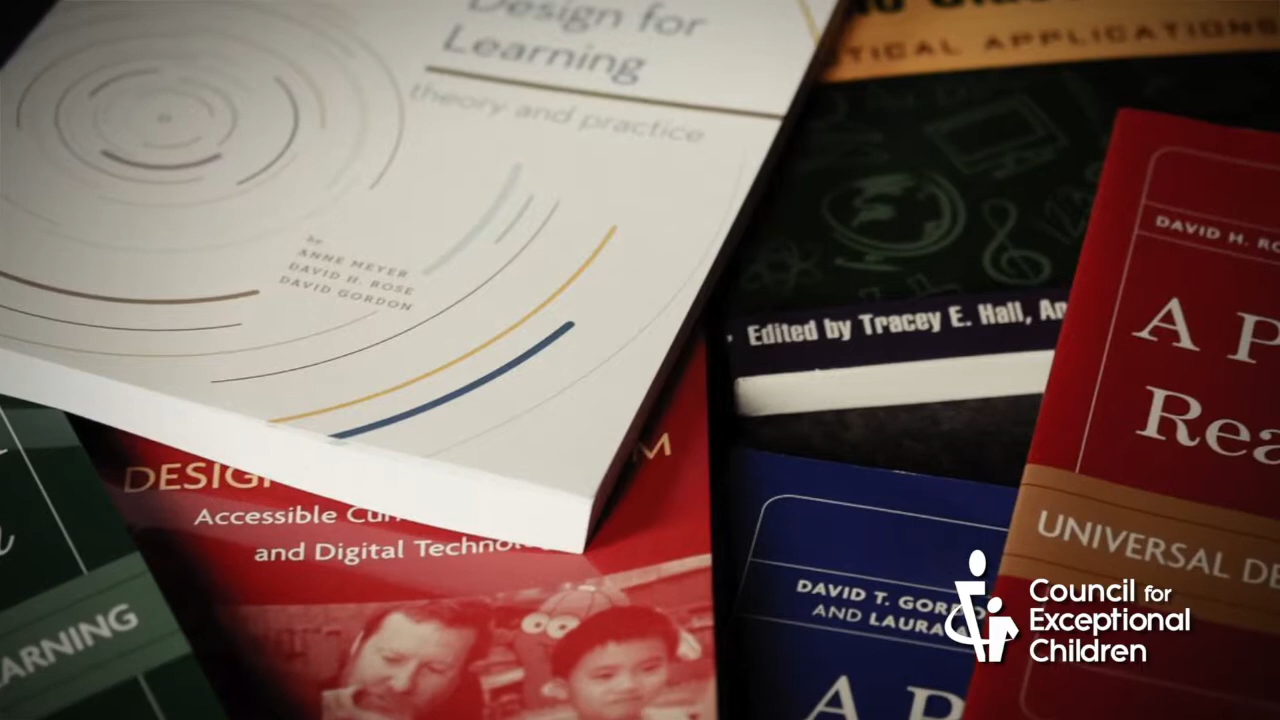 Design for
Learning
theory and practice
by
ANNE MEYER
DAVID H. ROSE
DAVID GORDON
TICAL APPLICATIONS
Edited by Tracey E. Hall, An
DAVID H. RO
A P
Rea
UNIVERSAL DE
DESIG
M
Accessible Cur
and Digital Techno
ARNING
DAVID T. GORDO
AND LAURA
A P
Council for
Exceptional
Children